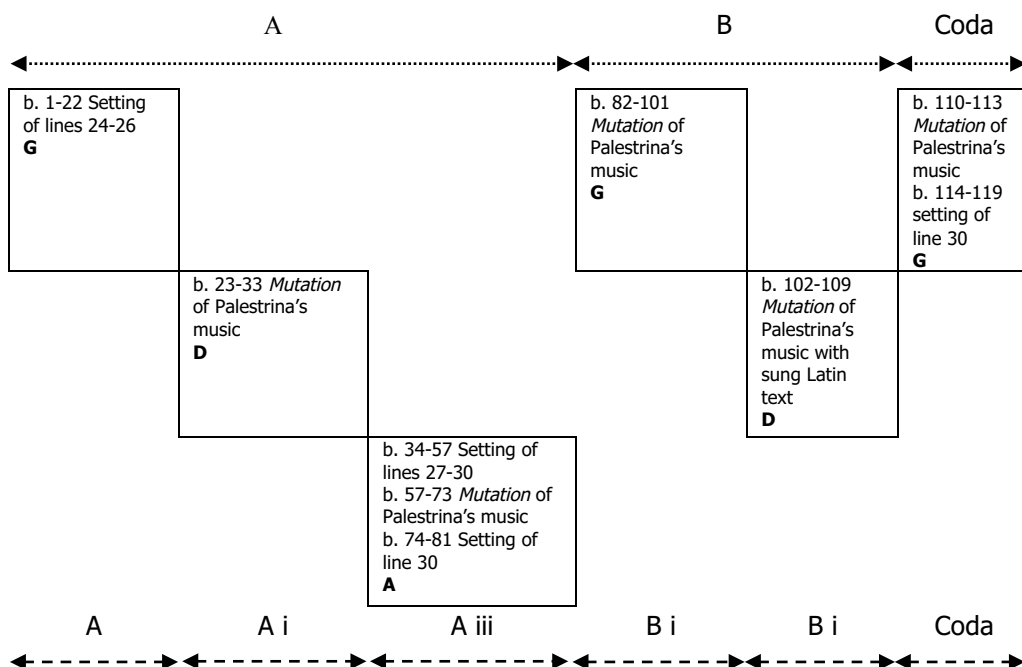 A
B
Coda
b. 1-22 Setting
of lines 24-26
G
b. 23-33 Mutation
of Palestrina's
music
D
b. 34-57 Setting of
lines 27-30
b. 57-73 Mutation of
Palestrina's music
b. 74-81 Setting of
line 30
A
b. 82-101
Mutation of
Palestrina's
music
G
b. 102-109
Mutation of
Palestrina's
music with
sung Latin
text
D
b. 110-113
Mutation of
Palestrina's
music
b. 114-119
setting of
line 30
G
A
A i
A iii
B i
B i
Coda